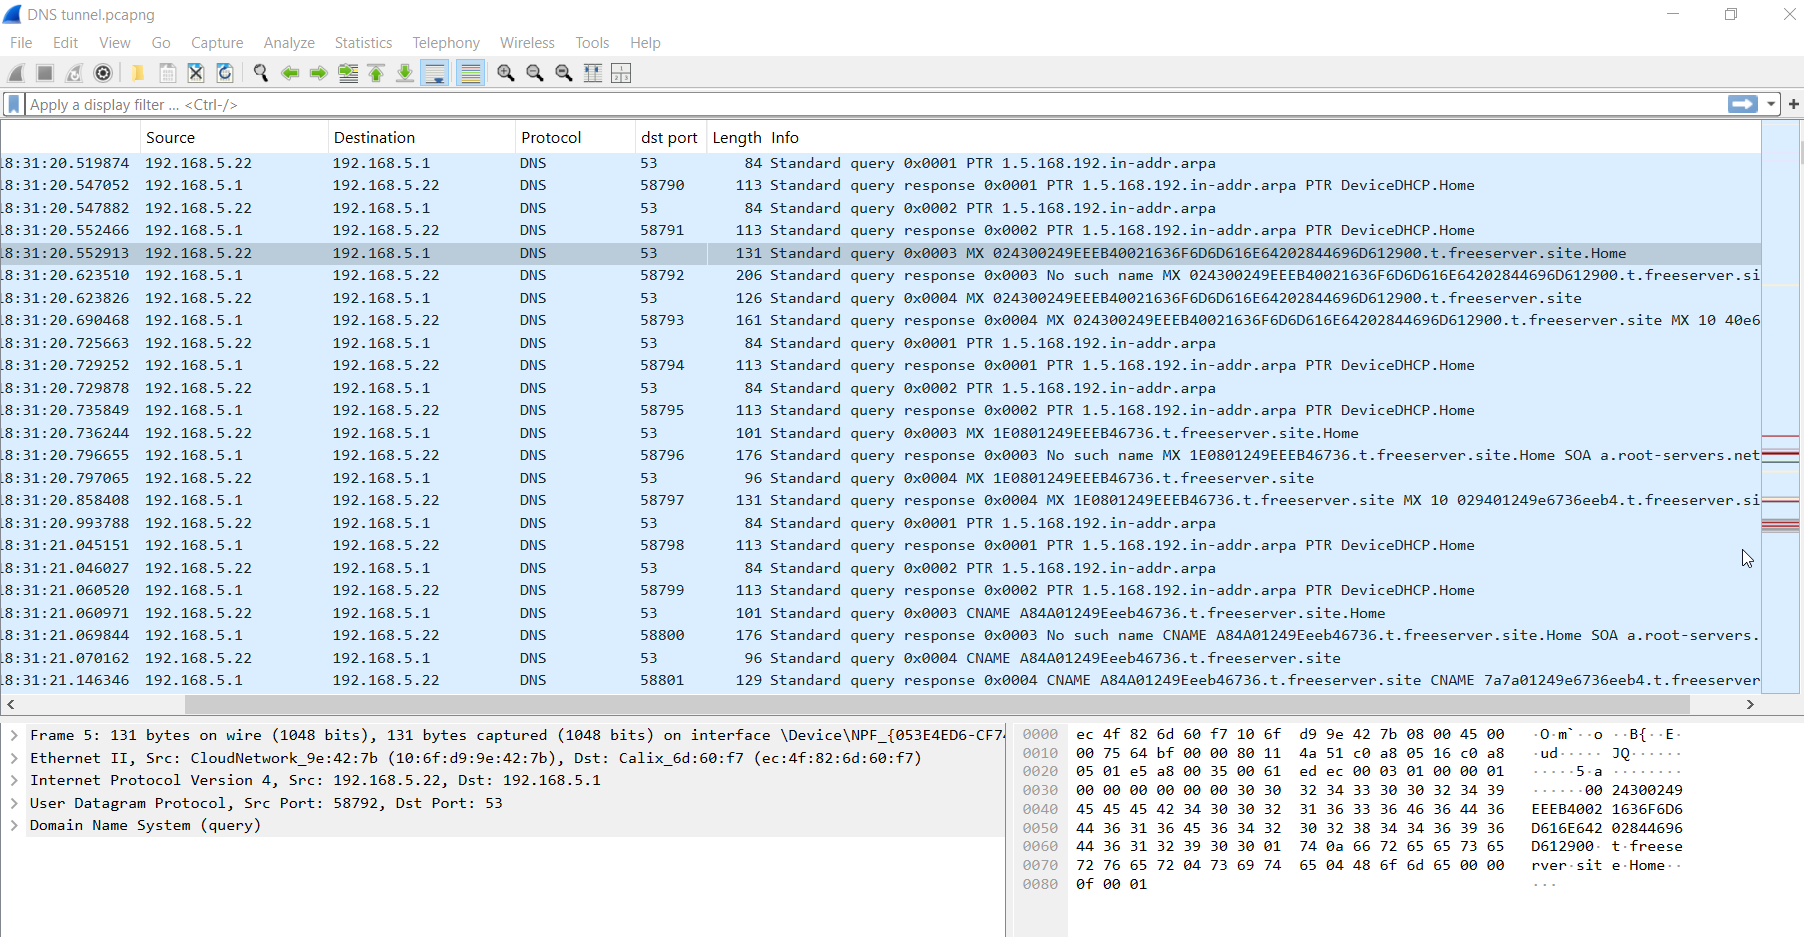 DNS tunnel.pcapng
File Edit View Go Capture Analyze Statistics Telephony Wireless Tools Help
Apply a display filter … <Ctrl-/>
Source Destination Protocol dst port Length Info
8:31:20.519874 192.168.5.22 192.168.5.1 DNS 53 84 Standard query 0x0001 PTR 1.5.168.192.in-addr.arpa
8:31:20.547052 192.168.5.1 192.168.5.22 DNS 58790 113 Standard query response 0x0001 PTR 1.5.168.192.in-addr.arpa PTR DeviceDHCP.Home
8:31:20.547882 192.168.5.22 192.168.5.1 DNS 53 84 Standard query 0x0002 PTR 1.5.168.192.in-addr.arpa
8:31:20.552466 192.168.5.1 192.168.5.22 DNS 58791 113 Standard query response 0x0002 PTR 1.5.168.192.in-addr.arpa PTR DeviceDHCP.Home
8:31:20.552913 192.168.5.22 192.168.5.1 DNS 53 131 Standard query 0x0003 MX 024300249EEEB40021636F6D6D616E64202844696D612900.t.freeserver.site.Home
8:31:20.623510 192.168.5.1 192.168.5.22 DNS 58792 206 Standard query response 0x0003 No such name MX 024300249EEEB40021636F6D6D616E64202844696D612900.t.freeserver.si
8:31:20.623826 192.168.5.22 192.168.5.1 DNS 53 126 Standard query 0x0004 MX 024300249EEEB40021636F6D6D616E64202844696D612900.t.freeserver.site
8:31:20.690468 192.168.5.1 192.168.5.22 DNS 58793 161 Standard query response 0x0004 MX 024300249EEEB40021636F6D6D616E64202844696D612900.t.freeserver.site MX 10 40e6
8:31:20.725663 192.168.5.22 192.168.5.1 DNS 53 84 Standard query 0x0001 PTR 1.5.168.192.in-addr.arpa
8:31:20.729252 192.168.5.1 192.168.5.22 DNS 58794 113 Standard query response 0x0001 PTR 1.5.168.192.in-addr.arpa PTR DeviceDHCP.Home
8:31:20.729878 192.168.5.22 192.168.5.1 DNS 53 84 Standard query 0x0002 PTR 1.5.168.192.in-addr.arpa
8:31:20.735849 192.168.5.1 192.168.5.22 DNS 58795 113 Standard query response 0x0002 PTR 1.5.168.192.in-addr.arpa PTR DeviceDHCP.Home
8:31:20.736244 192.168.5.22 192.168.5.1 DNS 53 101 Standard query 0x0003 MX 1E0801249EEEB46736.t.freeserver.site.Home
8:31:20.796655 192.168.5.1 192.168.5.22 DNS 58796 176 Standard query response 0x0003 No such name MX 1E0801249EEEB46736.t.freeserver.site.Home SOA a.root-servers.net
8:31:20.797065 192.168.5.22 192.168.5.1 DNS 53 96 Standard query 0x0004 MX 1E0801249EEEB46736.t.freeserver.site
8:31:20.858408 192.168.5.1 192.168.5.22 DNS 58797 131 Standard query response 0x0004 MX 1E0801249EEEB46736.t.freeserver.site MX 10 029401249e6736eeb4.t.freeserver.si
8:31:20.993788 192.168.5.22 192.168.5.1 DNS 53 84 Standard query 0x0001 PTR 1.5.168.192.in-addr.arpa
8:31:21.045151 192.168.5.1 192.168.5.22 DNS 58798 113 Standard query response 0x0001 PTR 1.5.168.192.in-addr.arpa PTR DeviceDHCP.Home
8:31:21.046027 192.168.5.22 192.168.5.1 DNS 53 84 Standard query 0x0002 PTR 1.5.168.192.in-addr.arpa
8:31:21.060520 192.168.5.1 192.168.5.22 DNS 58799 113 Standard query response 0x0002 PTR 1.5.168.192.in-addr.arpa PTR DeviceDHCP.Home
8:31:21.060971 192.168.5.22 192.168.5.1 DNS 53 101 Standard query 0x0003 CNAME A84A01249Eeeb46736.t.freeserver.site.Home
8:31:21.069844 192.168.5.1 192.168.5.22 DNS 58800 176 Standard query response 0x0003 No such name CNAME A84A01249Eeeb46736.t.freeserver.site.Home SOA a.root-servers.
8:31:21.070162 192.168.5.22 192.168.5.1 DNS 53 96 Standard query 0x0004 CNAME A84A01249Eeeb46736.t.freeserver.site
8:31:21.146346 192.168.5.1 192.168.5.22 DNS 58801 129 Standard query response 0x0004 CNAME A84A01249Eeeb46736.t.freeserver.site CNAME 7a7a01249e6736eeb4.t.freeserver
Frame 5: 131 bytes on wire (1048 bits), 131 bytes captured (1048 bits) on interface \Device\NPF_{053E4ED6-CF74
Ethernet II, Src: CloudNetwork_9e:42:7b (10:6f:d9:9e:42:7b), Dst: Calix_6d:60:f7 (ec:4f:82:6d:60:f7)
Internet Protocol Version 4, Src: 192.168.5.22, Dst: 192.168.5.1
User Datagram Protocol, Src Port: 58792, Dst Port: 53
Domain Name System (query)
0000 ec 4f 82 6d 60 f7 10 6f d9 9e 42 7b 08 00 45 00 ·O·m`··o ··B{··E·
0010 00 75 64 bf 00 00 80 11 4a 51 c0 a8 05 16 c0 a8 ·ud····· JQ······
0020 05 01 e5 a8 00 35 00 61 ed ec 00 03 01 00 00 01 ·····5·a ········
0030 00 00 00 00 00 00 30 30 32 34 33 30 30 32 34 39 ······00 24300249
0040 45 45 45 42 34 30 30 32 31 36 33 36 46 36 44 36 EEEB4002 1636F6D6
0050 44 36 31 36 45 36 34 32 30 32 38 34 34 36 39 36 D616E642 02844696
0060 44 36 31 32 39 30 30 01 74 0a 66 72 65 65 73 65 D612900· t·freese
0070 72 76 65 72 04 73 69 74 65 04 48 6f 6d 65 00 00 rver·sit e·Home··
0080 0f 00 01 ···